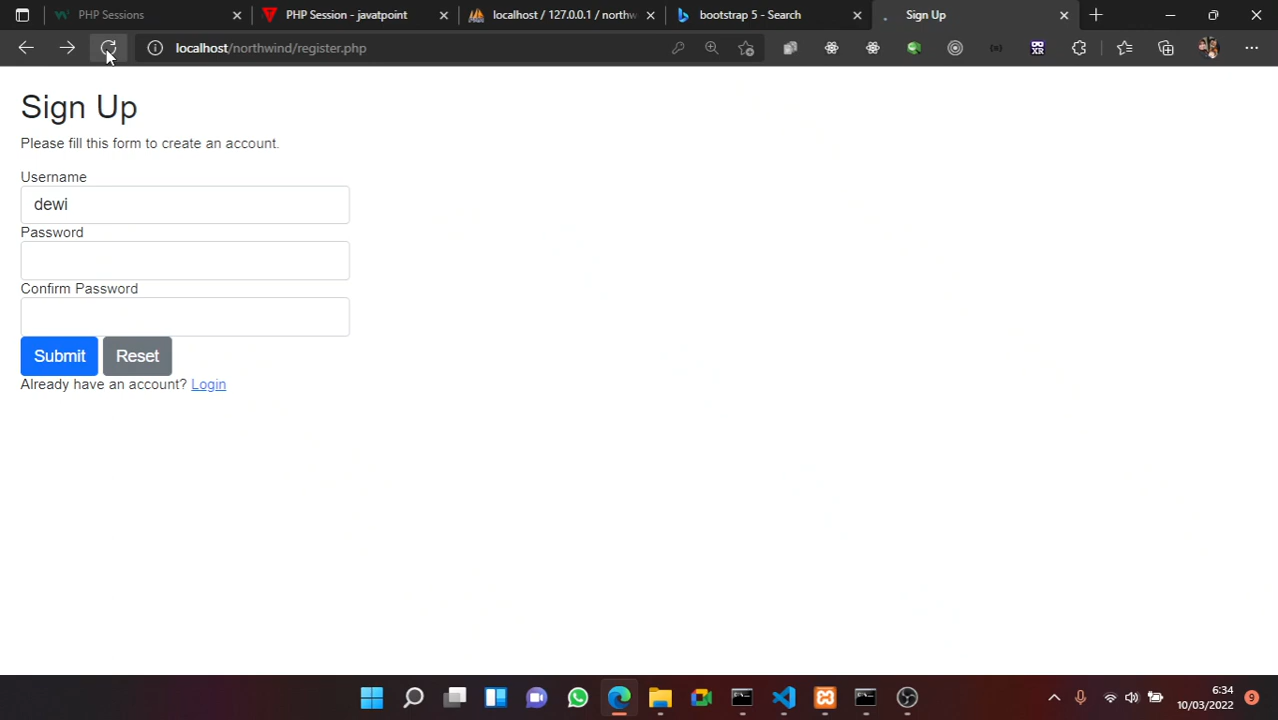 PHP Sessions
PHP Session - javatpoint
localhost / 127.0.0.1 / northw
bootstrap 5 - Search
Sign Up
localhost/northwind/register.php
XR
Sign Up
Please fill this form to create an account.
Username
dewi
Password
Confirm Password
Submit Reset
Already have an account? Login
6:34
10/03/2022
9